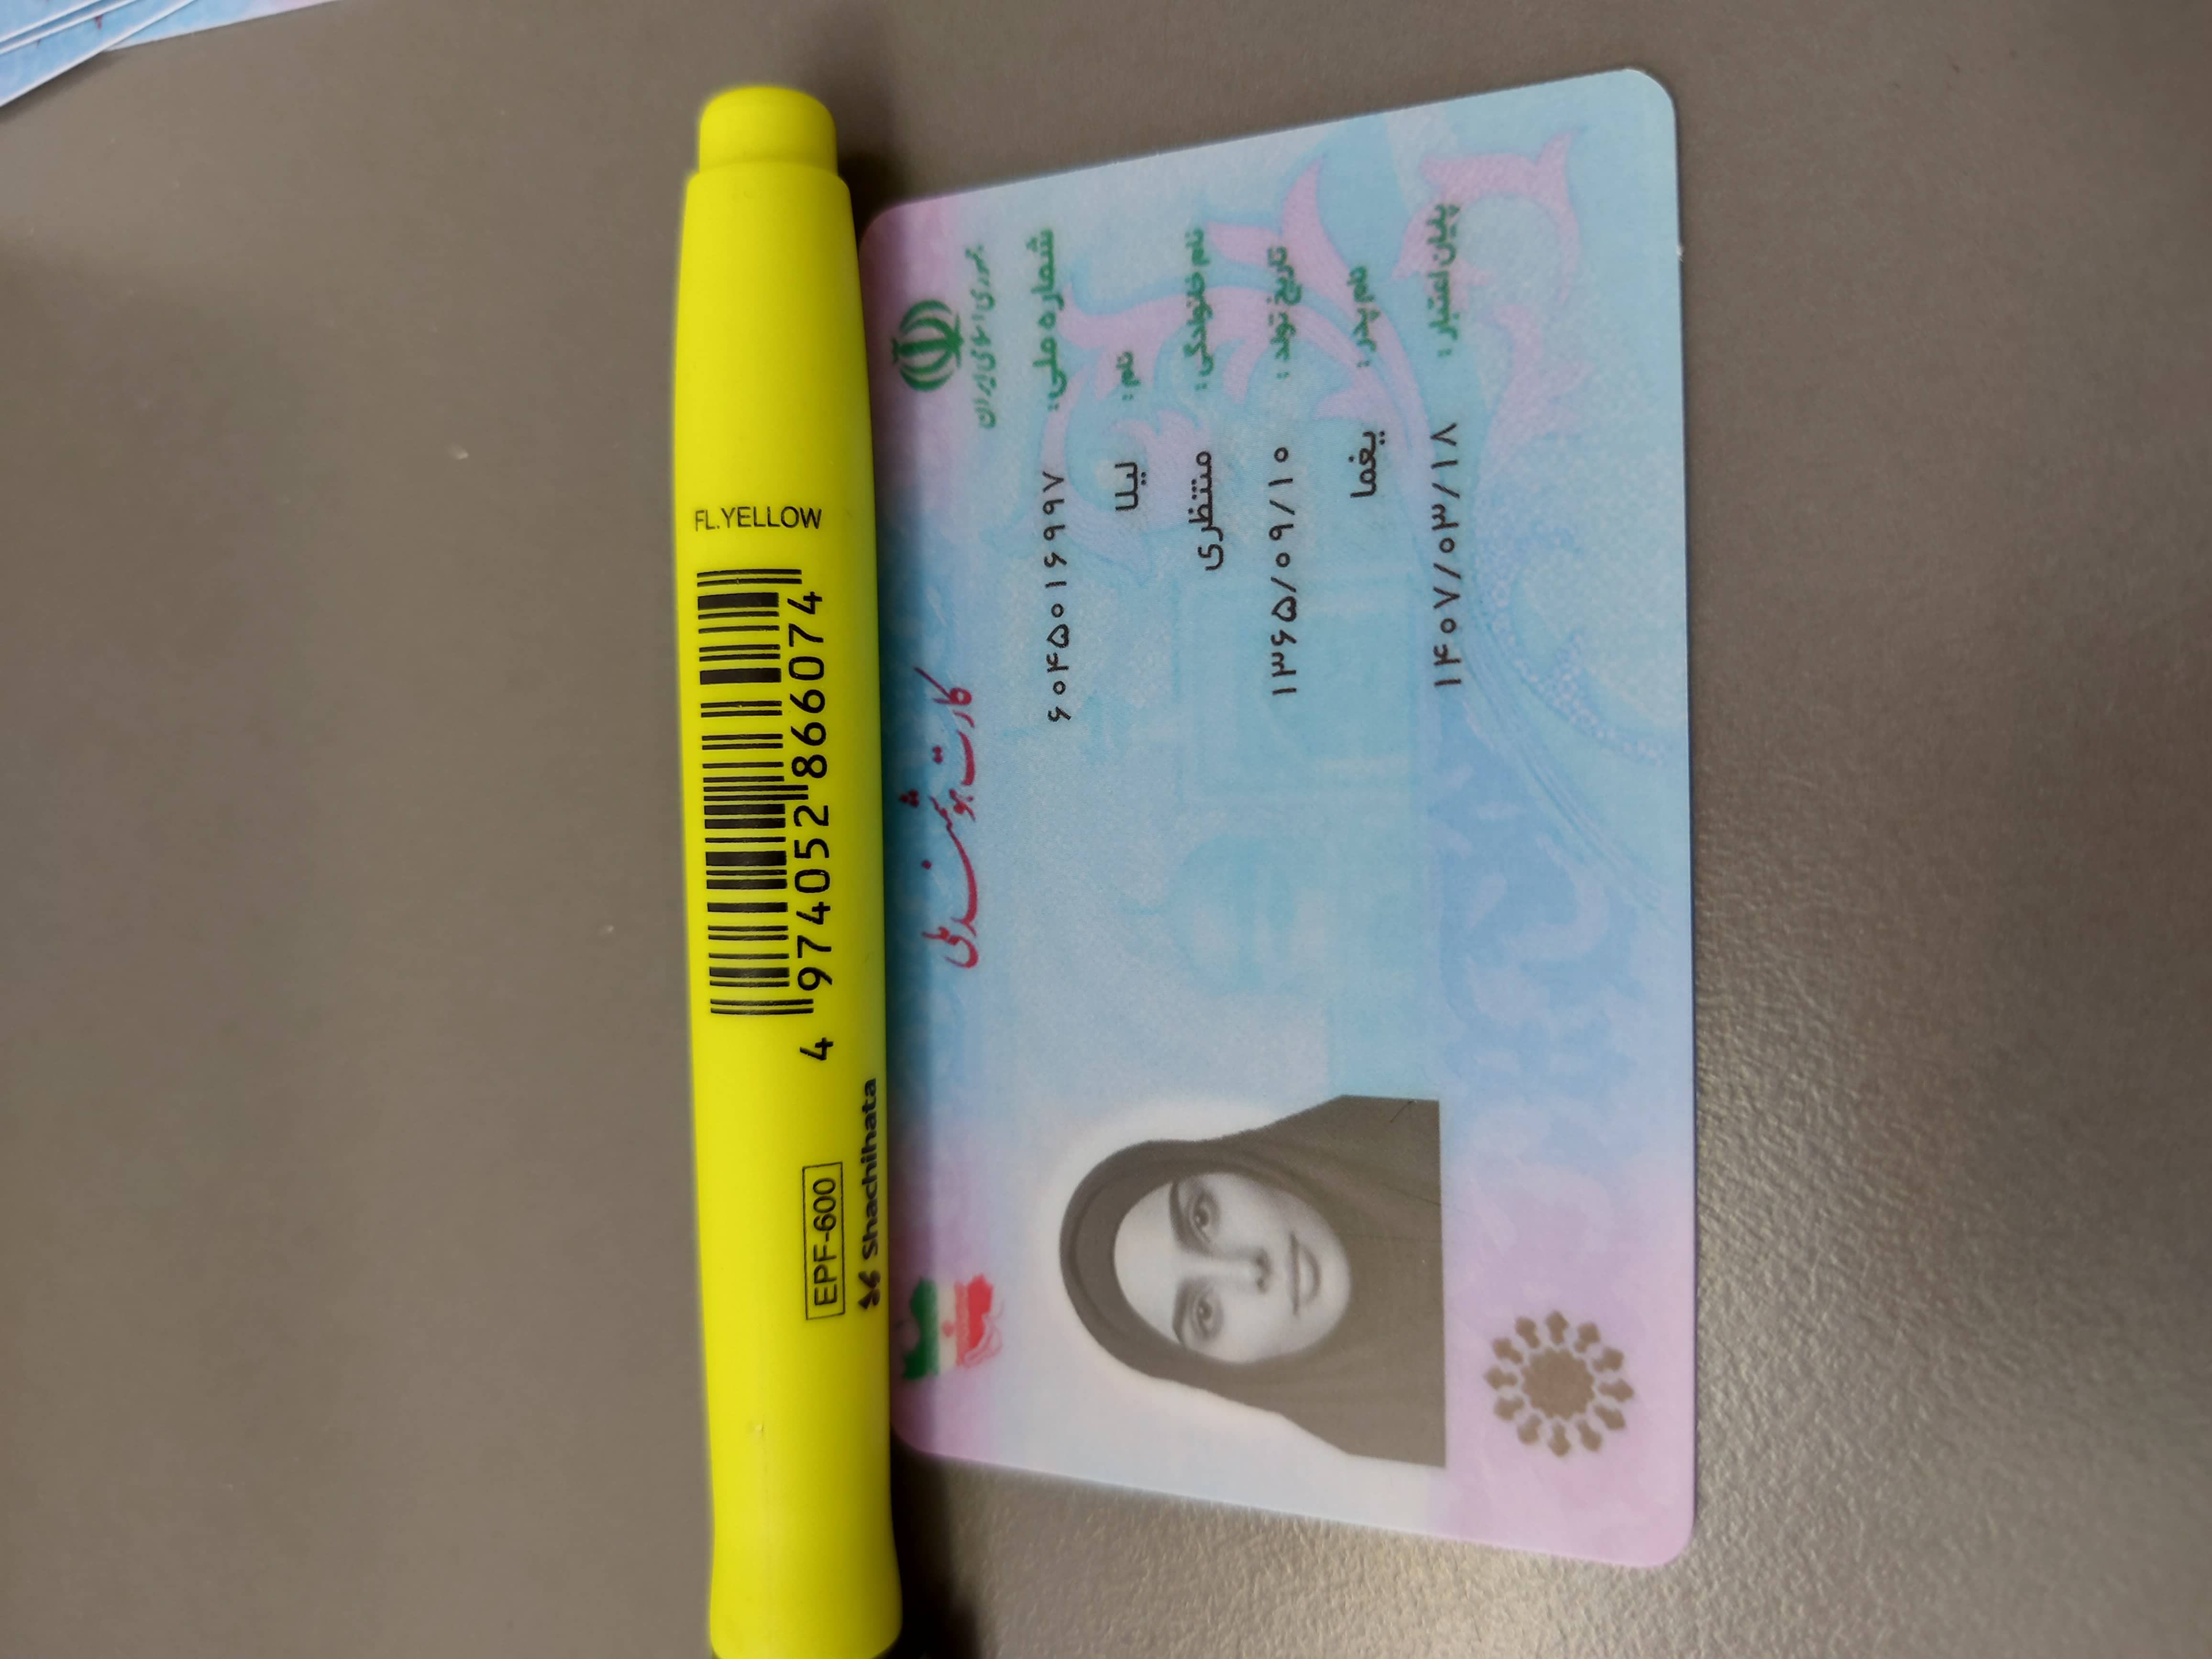 جمهوری اسلامی ایران
کارت هوشمند ملی
شماره ملی: ۶۰۴۵۰۱۶۹۹۷
نام: لیلا
نام خانوادگی: منتظری
تاریخ تولد: ۱۳۶۵/۰۹/۱۰
نام پدر: یغما
پایان اعتبار: ۱۴۰۷/۰۳/۱۸
FL.YELLOW
4 974052 866074
EPF-600
Shachihata